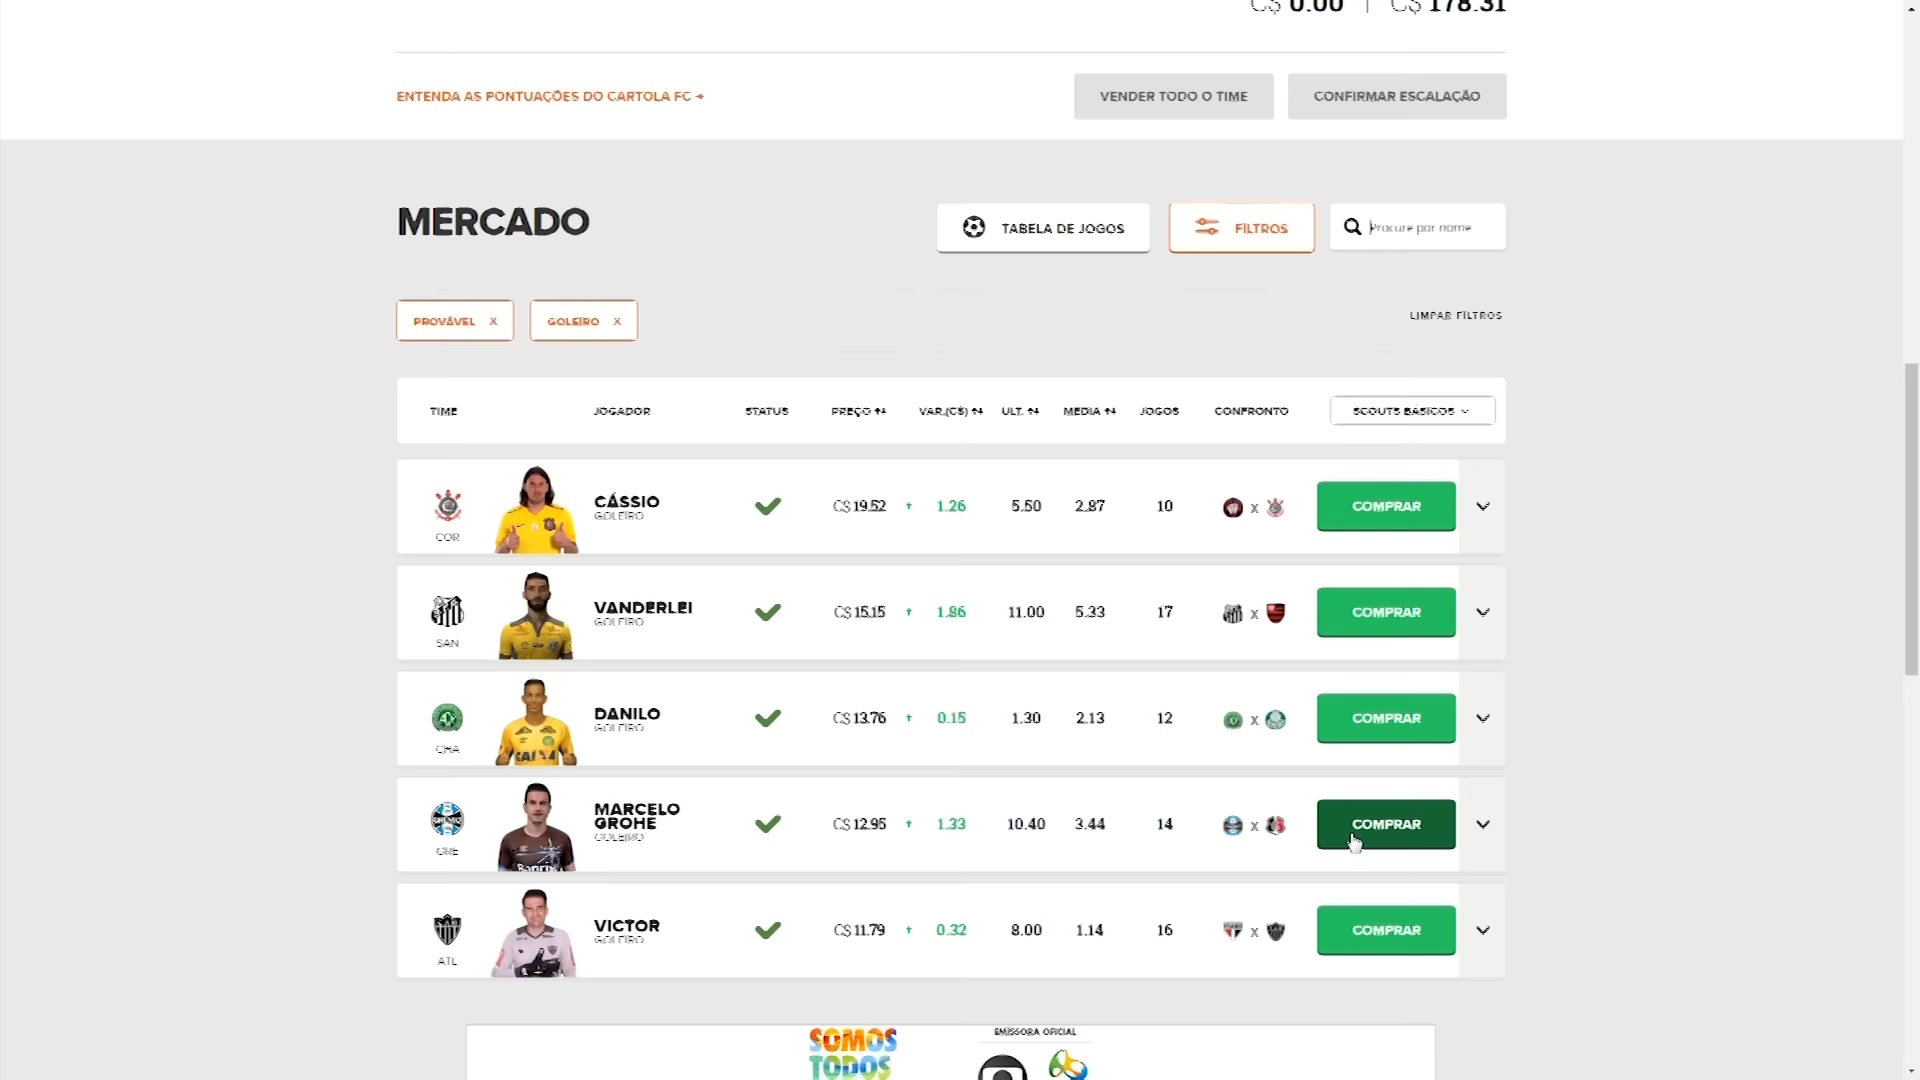 C$ 0.00 | C$ 178.31
ENTENDA AS PONTUAÇÕES DO CARTOLA FC
VENDER TODO O TIME
CONFIRMAR ESCALAÇÃO
MERCADO
TABELA DE JOGOS
FILTROS
Procure por nome
PROVÁVEL X
GOLEIRO X
LIMPAR FILTROS
TIME JOGADOR STATUS PREÇO VAR.(C$) ULT. MEDIA JOGOS CONFRONTO SCOUTS BÁSICOS
COR CÁSSIO GOLEIRO C$ 19.52 1.26 5.50 2.87 10 X COMPRAR
SAN VANDERLEI GOLEIRO C$ 15.15 1.86 11.00 5.33 17 X COMPRAR
CHA DANILO GOLEIRO C$ 13.76 0.15 1.30 2.13 12 X COMPRAR
CAIXA
GRE MARCELO GROHE GOLEIRO C$ 12.95 1.33 10.40 3.44 14 X COMPRAR
ATL VICTOR GOLEIRO C$ 11.79 0.32 8.00 1.14 16 X COMPRAR
SOMOS
TODOS
EMISSORA OFICIAL